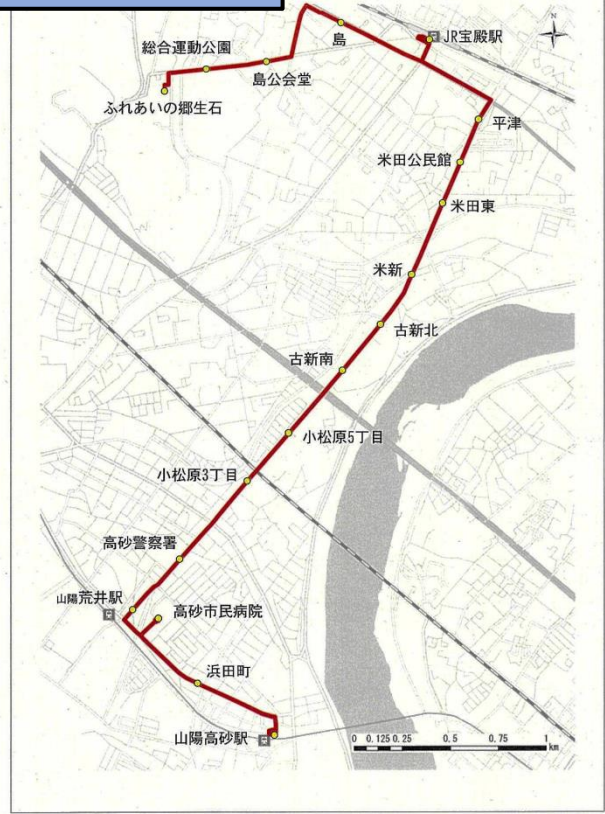 N
島
JR宝殿駅
総合運動公園
島公会堂
ふれあいの郷生石
平津
米田公民館
米田東
米新
古新北
古新南
小松原5丁目
小松原3丁目
高砂警察署
山陽荒井駅
高砂市民病院
浜田町
山陽高砂駅
0 0.125 0.25 0.5 0.75 1
km